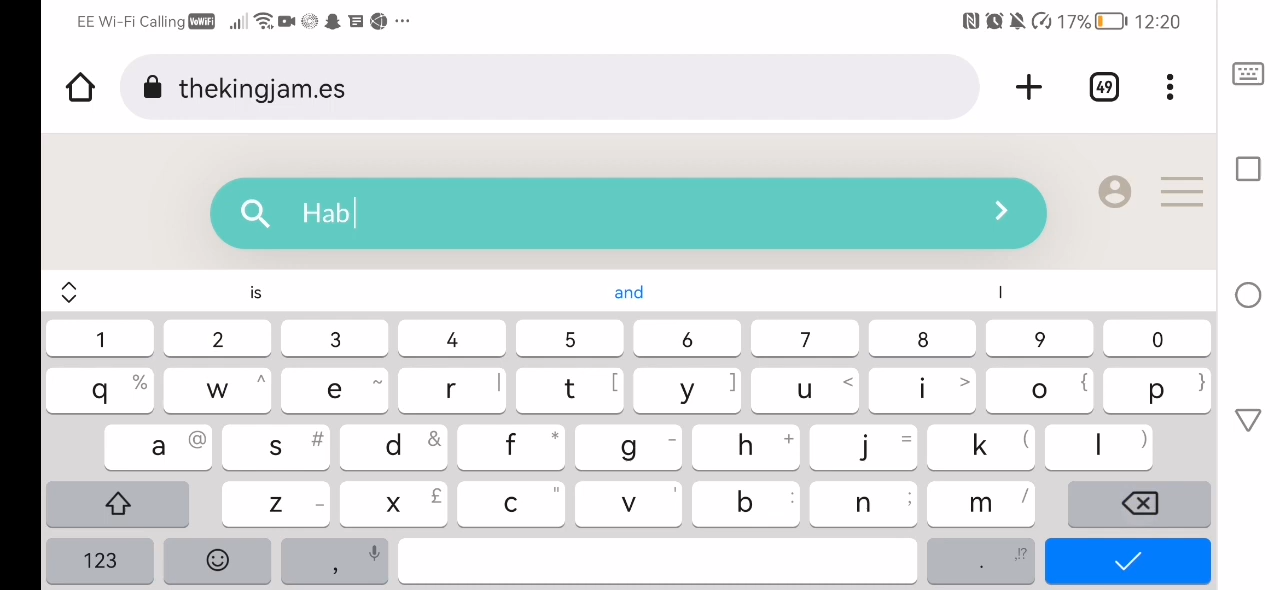 EE Wi-Fi Calling VoWiFi 17% 12:20
thekingjam.es 49
Hab
is and I
1 2 3 4 5 6 7 8 9 0
q % w ^ e ~ r | t [ y ] u < i > o { p }
a @ s # d & f * g - h + j = k ( l )
z _ x £ c " v ' b : n ; m /
123 , . ,!?